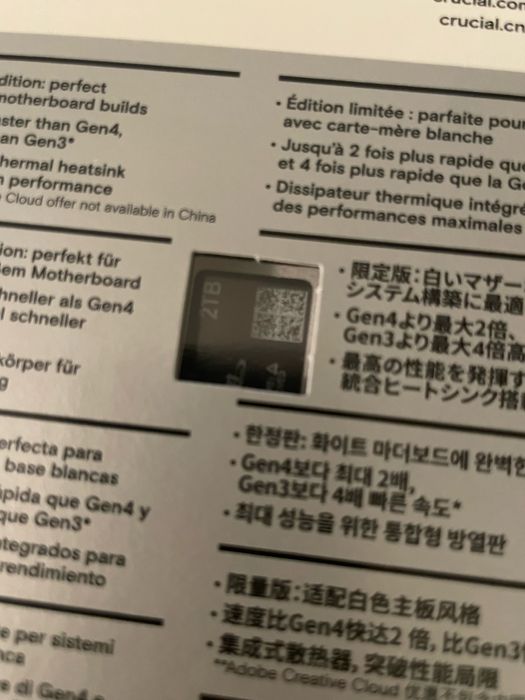 crucial.com
crucial.cn
dition: perfect
motherboard builds
ster than Gen4,
an Gen3*
hermal heatsink
performance
Cloud offer not available in China
• Édition limitée : parfaite pour
avec carte-mère blanche
• Jusqu'à 2 fois plus rapide que
et 4 fois plus rapide que la Ge
• Dissipateur thermique intégré
des performances maximales
ion: perfekt für
dem Motherboard
hneller als Gen4
l schneller
körper für
g
2TB
• 限定版：白いマザー
システム構築に最適
• Gen4より最大2倍、
Gen3より最大4倍高
• 最高の性能を発揮す
統合ヒートシンク搭
erfecta para
base blancas
ápida que Gen4 y
que Gen3*
ntegrados para
rendimiento
• 한정판: 화이트 마더보드에 완벽한
• Gen4보다 최대 2배,
Gen3보다 4배 빠른 속도*
• 최대 성능을 위한 통합형 방열판
e per sistemi
nca
e di Gen4 e
• 限量版：适配白色主板风格
• 速度比Gen4快达2 倍, 比Gen3
• 集成式散热器, 突破性能局限
**Adobe Creative Cloud 优